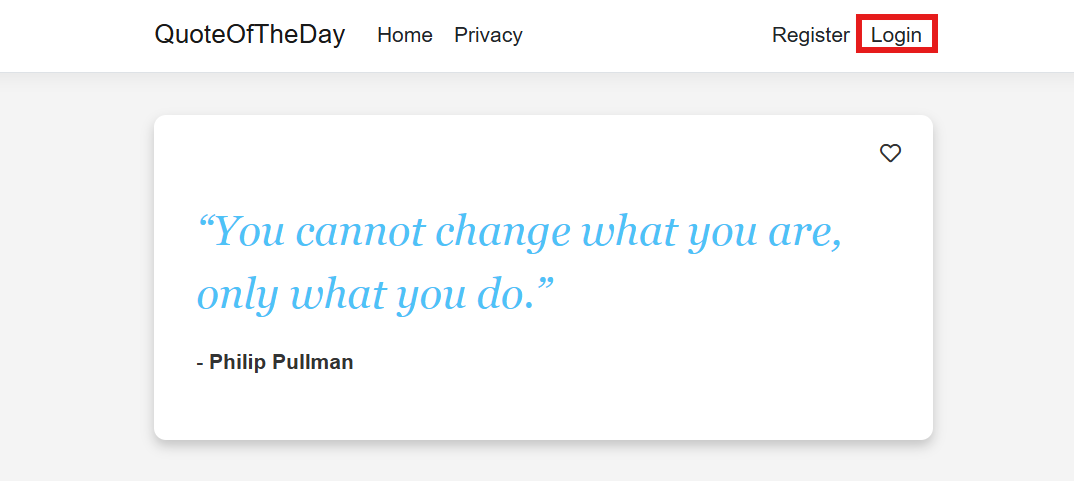 QuoteOfTheDay Home Privacy Register Login
“You cannot change what you are,
only what you do.”
- Philip Pullman